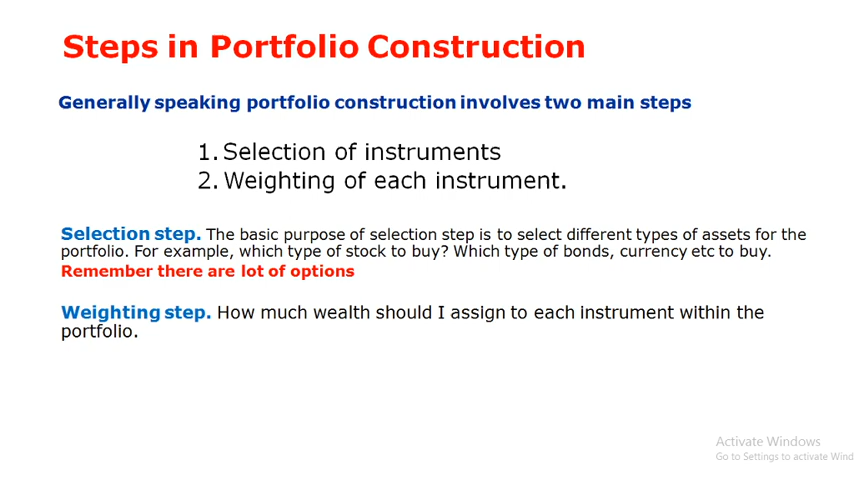 Steps in Portfolio Construction
Generally speaking portfolio construction involves two main steps
1. Selection of instruments
2. Weighting of each instrument.
Selection step. The basic purpose of selection step is to select different types of assets for the
portfolio. For example, which type of stock to buy? Which type of bonds, currency etc to buy.
Remember there are lot of options
Weighting step. How much wealth should I assign to each instrument within the
portfolio.
Activate Windows
Go to Settings to activate Wind